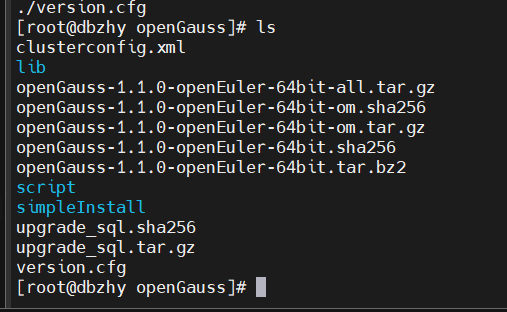 ./version.cfg
[root@dbzhy openGauss]# ls
clusterconfig.xml
lib
openGauss-1.1.0-openEuler-64bit-all.tar.gz
openGauss-1.1.0-openEuler-64bit-om.sha256
openGauss-1.1.0-openEuler-64bit-om.tar.gz
openGauss-1.1.0-openEuler-64bit.sha256
openGauss-1.1.0-openEuler-64bit.tar.bz2
script
simpleInstall
upgrade_sql.sha256
upgrade_sql.tar.gz
version.cfg
[root@dbzhy openGauss]#